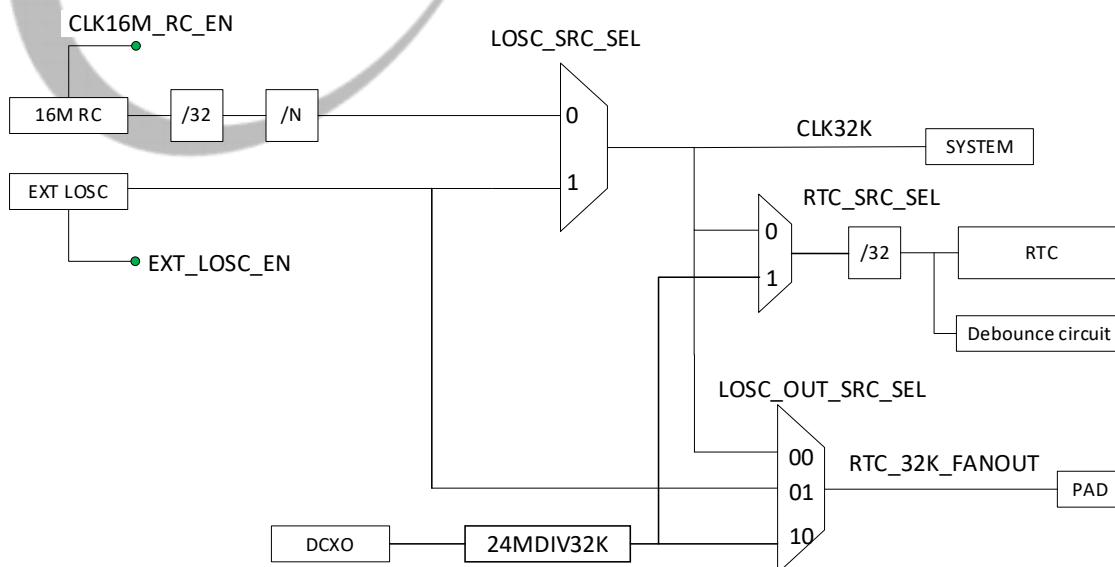 CLK16M_RC_EN
LOSC_SRC_SEL
16M RC
/32
/N
0
CLK32K
SYSTEM
EXT LOSC
1
RTC_SRC_SEL
0
EXT_LOSC_EN
/32
RTC
1
Debounce circuit
LOSC_OUT_SRC_SEL
00
RTC_32K_FANOUT
01
PAD
DCXO
24MDIV32K
10